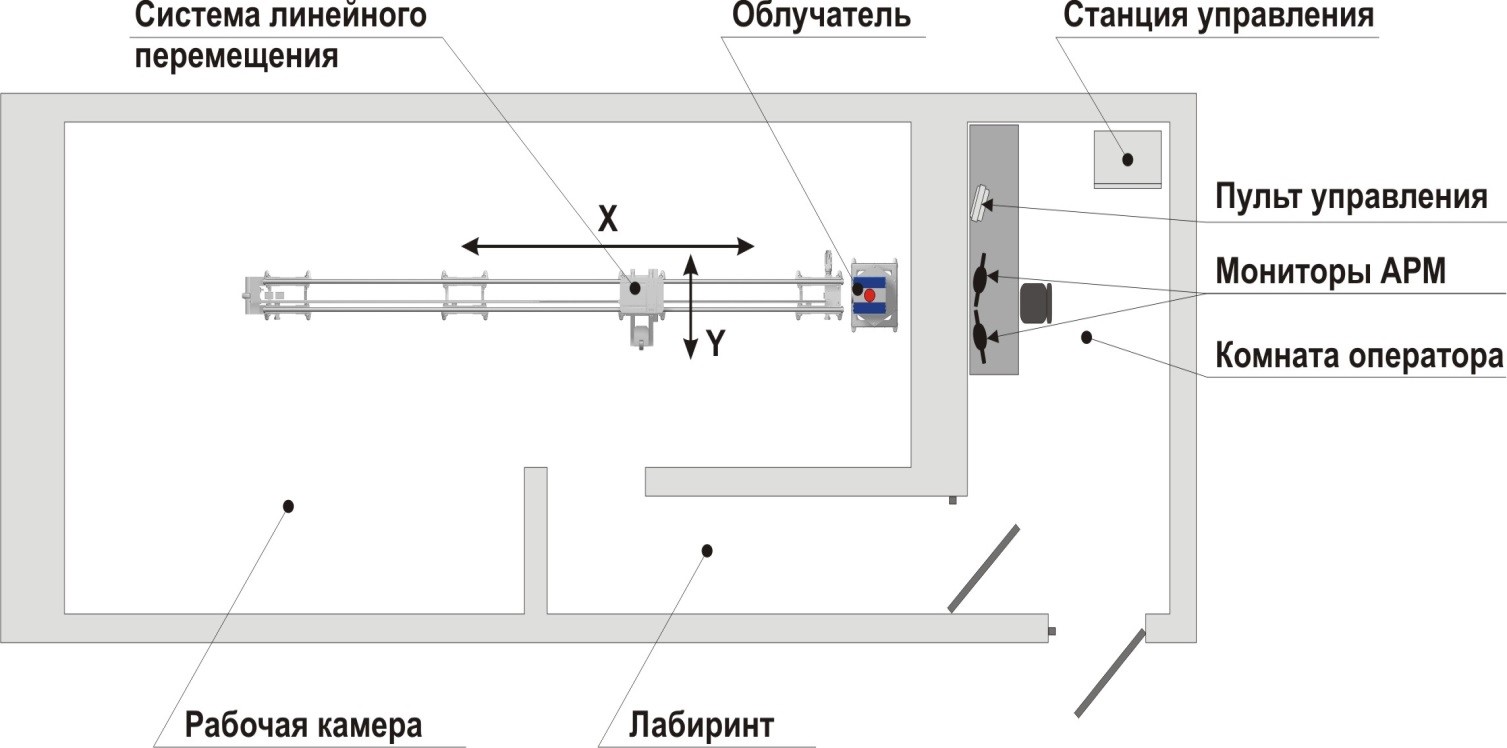 Система линейного
перемещения
Облучатель
Станция управления
Пульт управления
X
Мониторы АРМ
Y
Комната оператора
Рабочая камера
Лабиринт